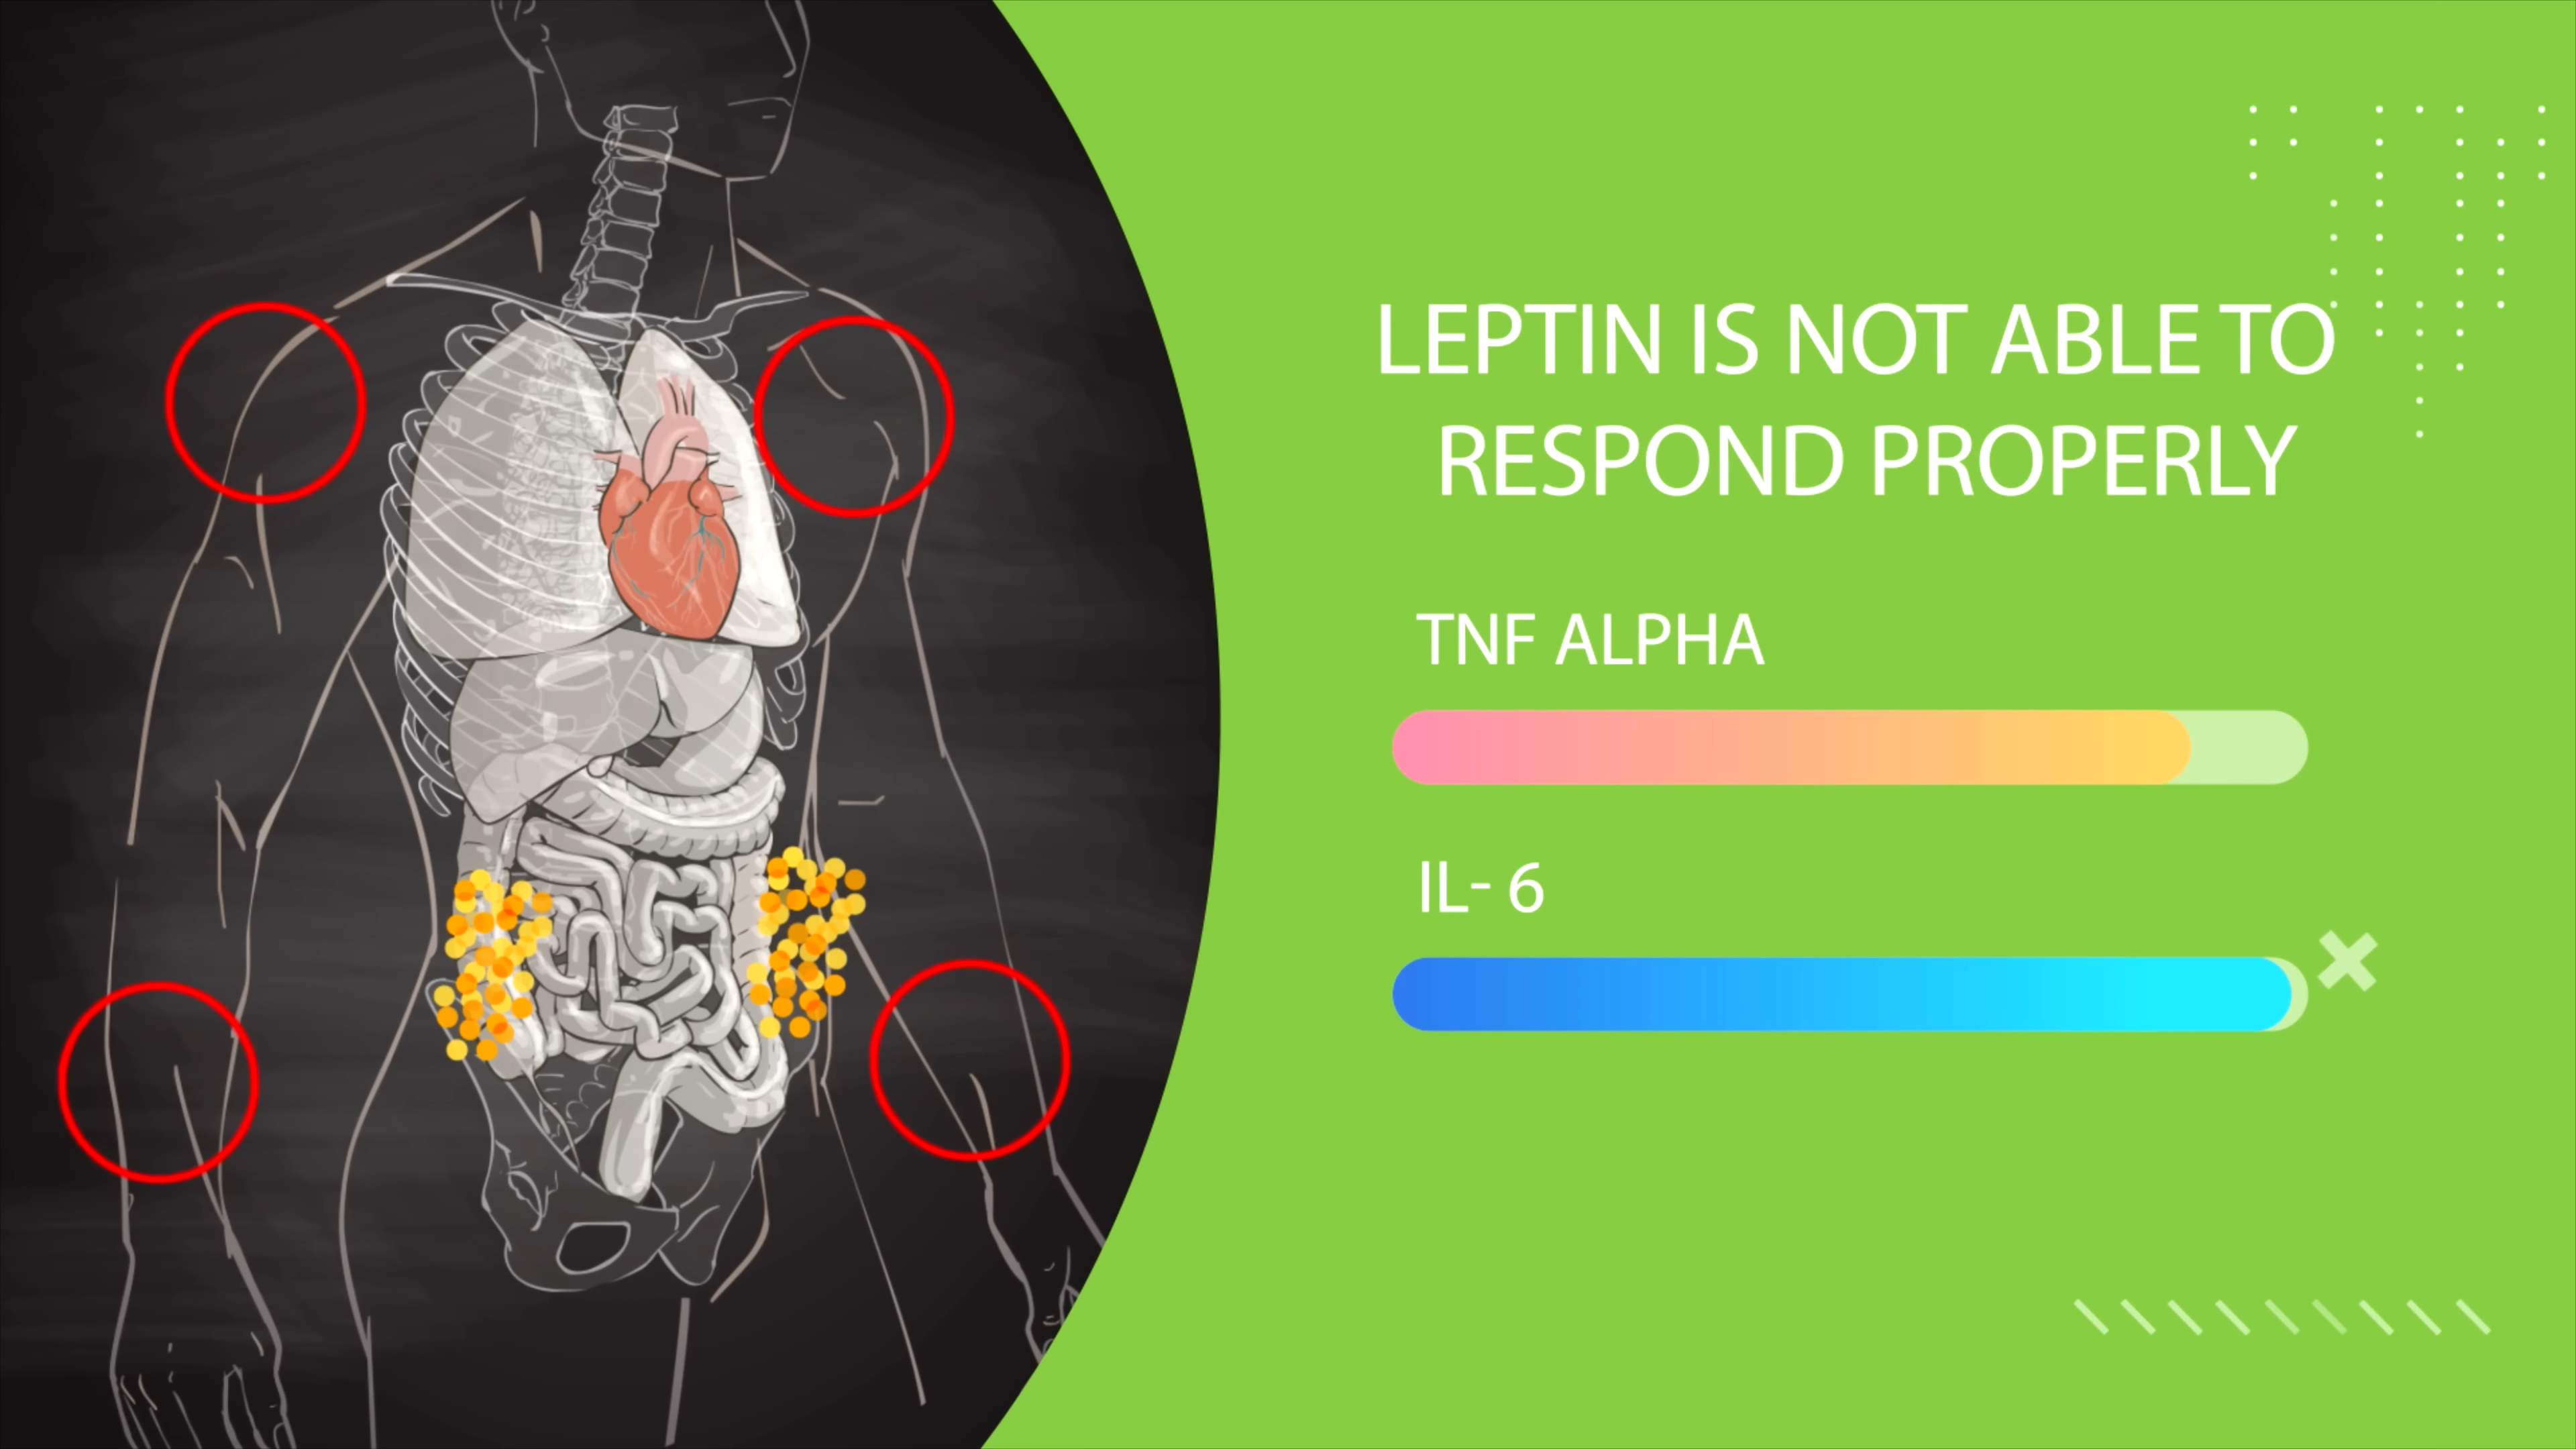 LEPTIN IS NOT ABLE TO
RESPOND PROPERLY
TNF ALPHA
IL- 6